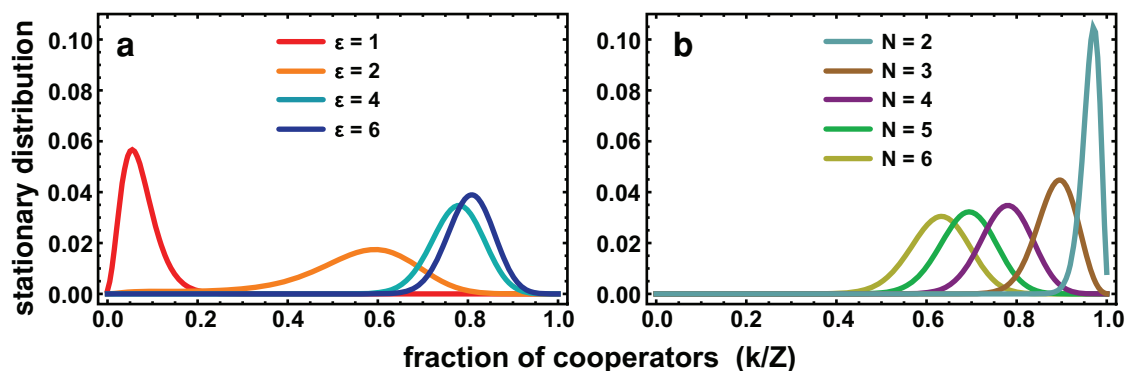 stationary distribution
a
ε = 1
ε = 2
ε = 4
ε = 6
0.10
0.08
0.06
0.04
0.02
0.00
0.0 0.2 0.4 0.6 0.8 1.0
b
N = 2
N = 3
N = 4
N = 5
N = 6
0.10
0.08
0.06
0.04
0.02
0.00
0.0 0.2 0.4 0.6 0.8 1.0
fraction of cooperators (k/Z)